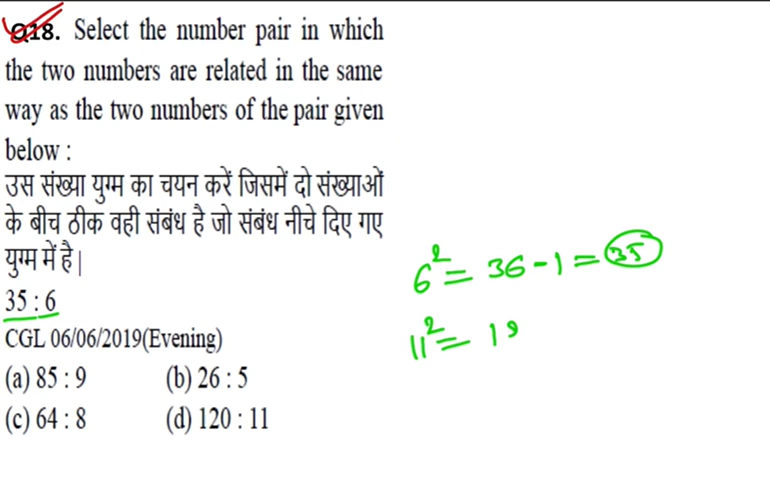 Q18. Select the number pair in which
the two numbers are related in the same
way as the two numbers of the pair given
below :
उस संख्या युग्म का चयन करें जिसमें दो संख्याओं
के बीच ठीक वही संबंध है जो संबंध नीचे दिए गए
युग्म में है|
35 : 6
CGL 06/06/2019(Evening)
(a) 85 : 9 (b) 26 : 5
(c) 64 : 8 (d) 120 : 11
6² = 36 - 1 = 35
11² = 1